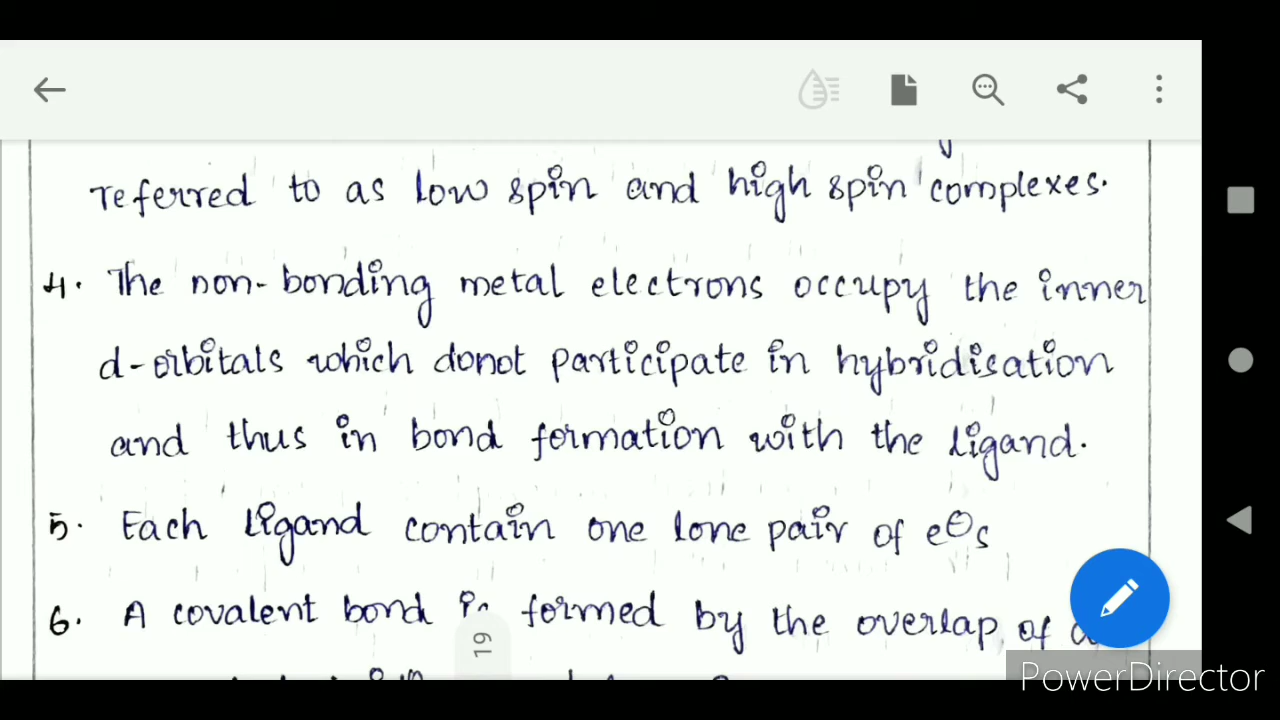 referred to as low spin and high spin complexes.
4. The non-bonding metal electrons occupy the inner
d-orbitals which donot participate in hybridisation
and thus in bond formation with the ligand.
5. Each ligand contain one lone pair of e⊖s
6. A covalent bond is formed by the overlap of a
19
PowerDirector